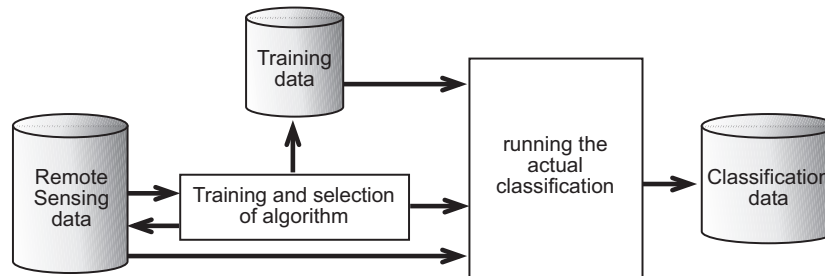 Training
data
Remote
Sensing
data
Training and selection
of algorithm
running the
actual
classification
Classification
data